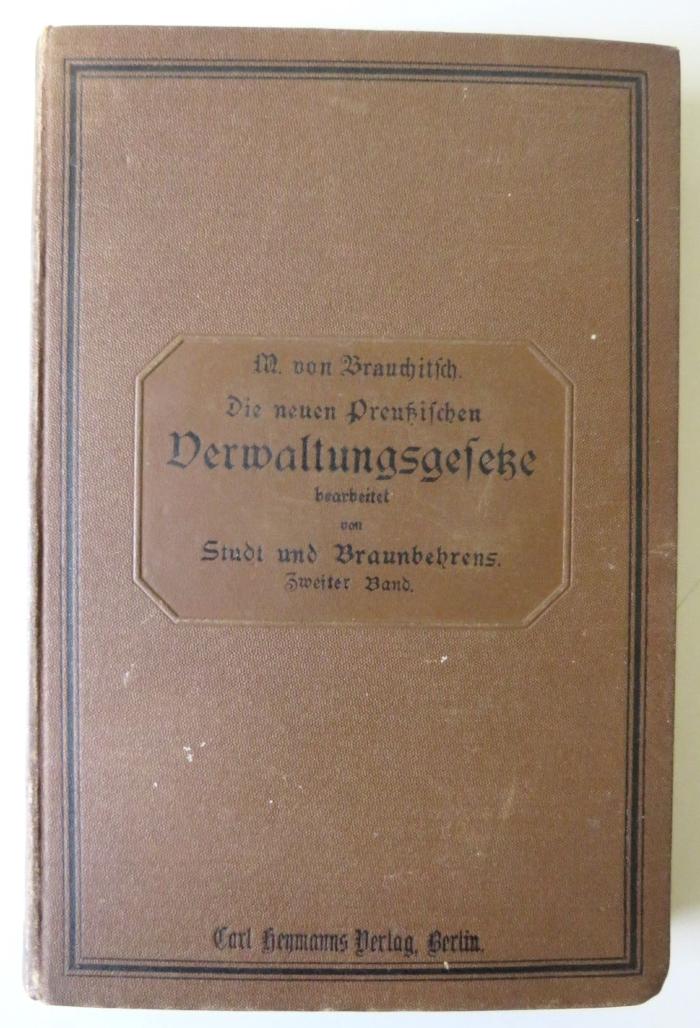 M. von Brauchitsch.
Die neuen Preußischen
Verwaltungsgesetze
bearbeitet
von
Studt und Braunbehrens.
Zweiter Band.
Carl Heymanns Verlag, Berlin.